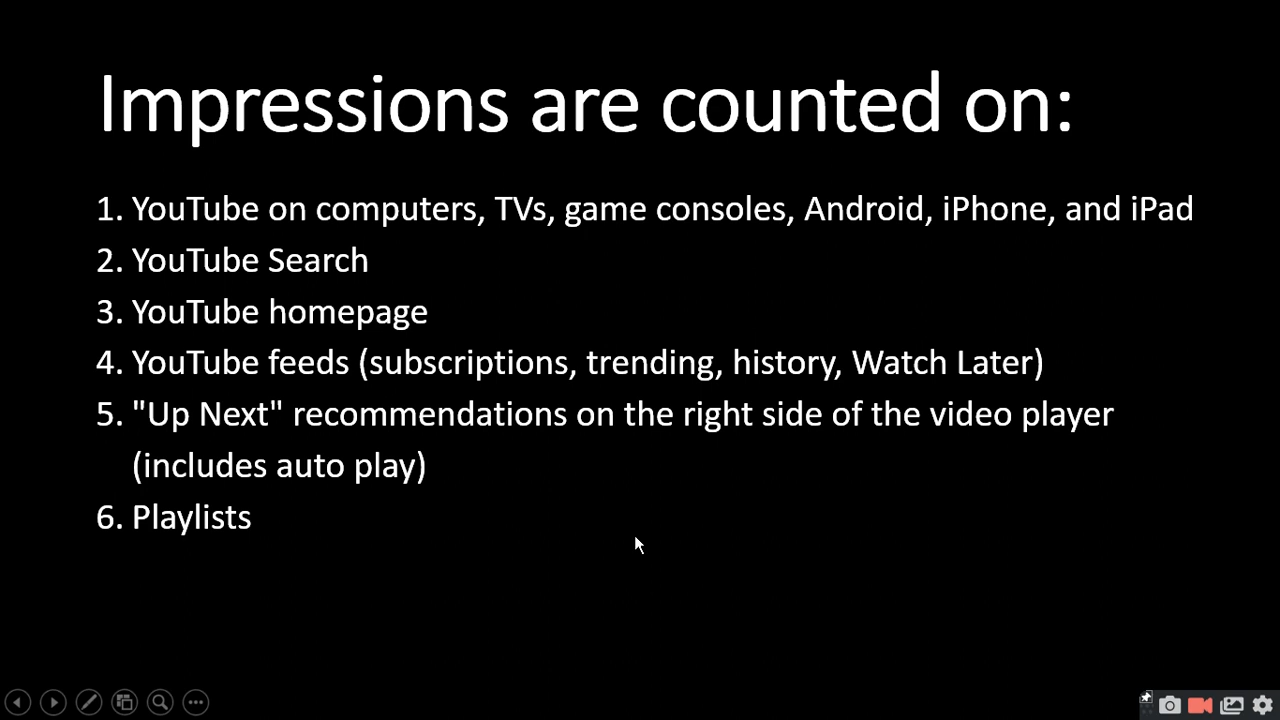 Impressions are counted on:
1. YouTube on computers, TVs, game consoles, Android, iPhone, and iPad
2. YouTube Search
3. YouTube homepage
4. YouTube feeds (subscriptions, trending, history, Watch Later)
5. "Up Next" recommendations on the right side of the video player
(includes auto play)
6. Playlists